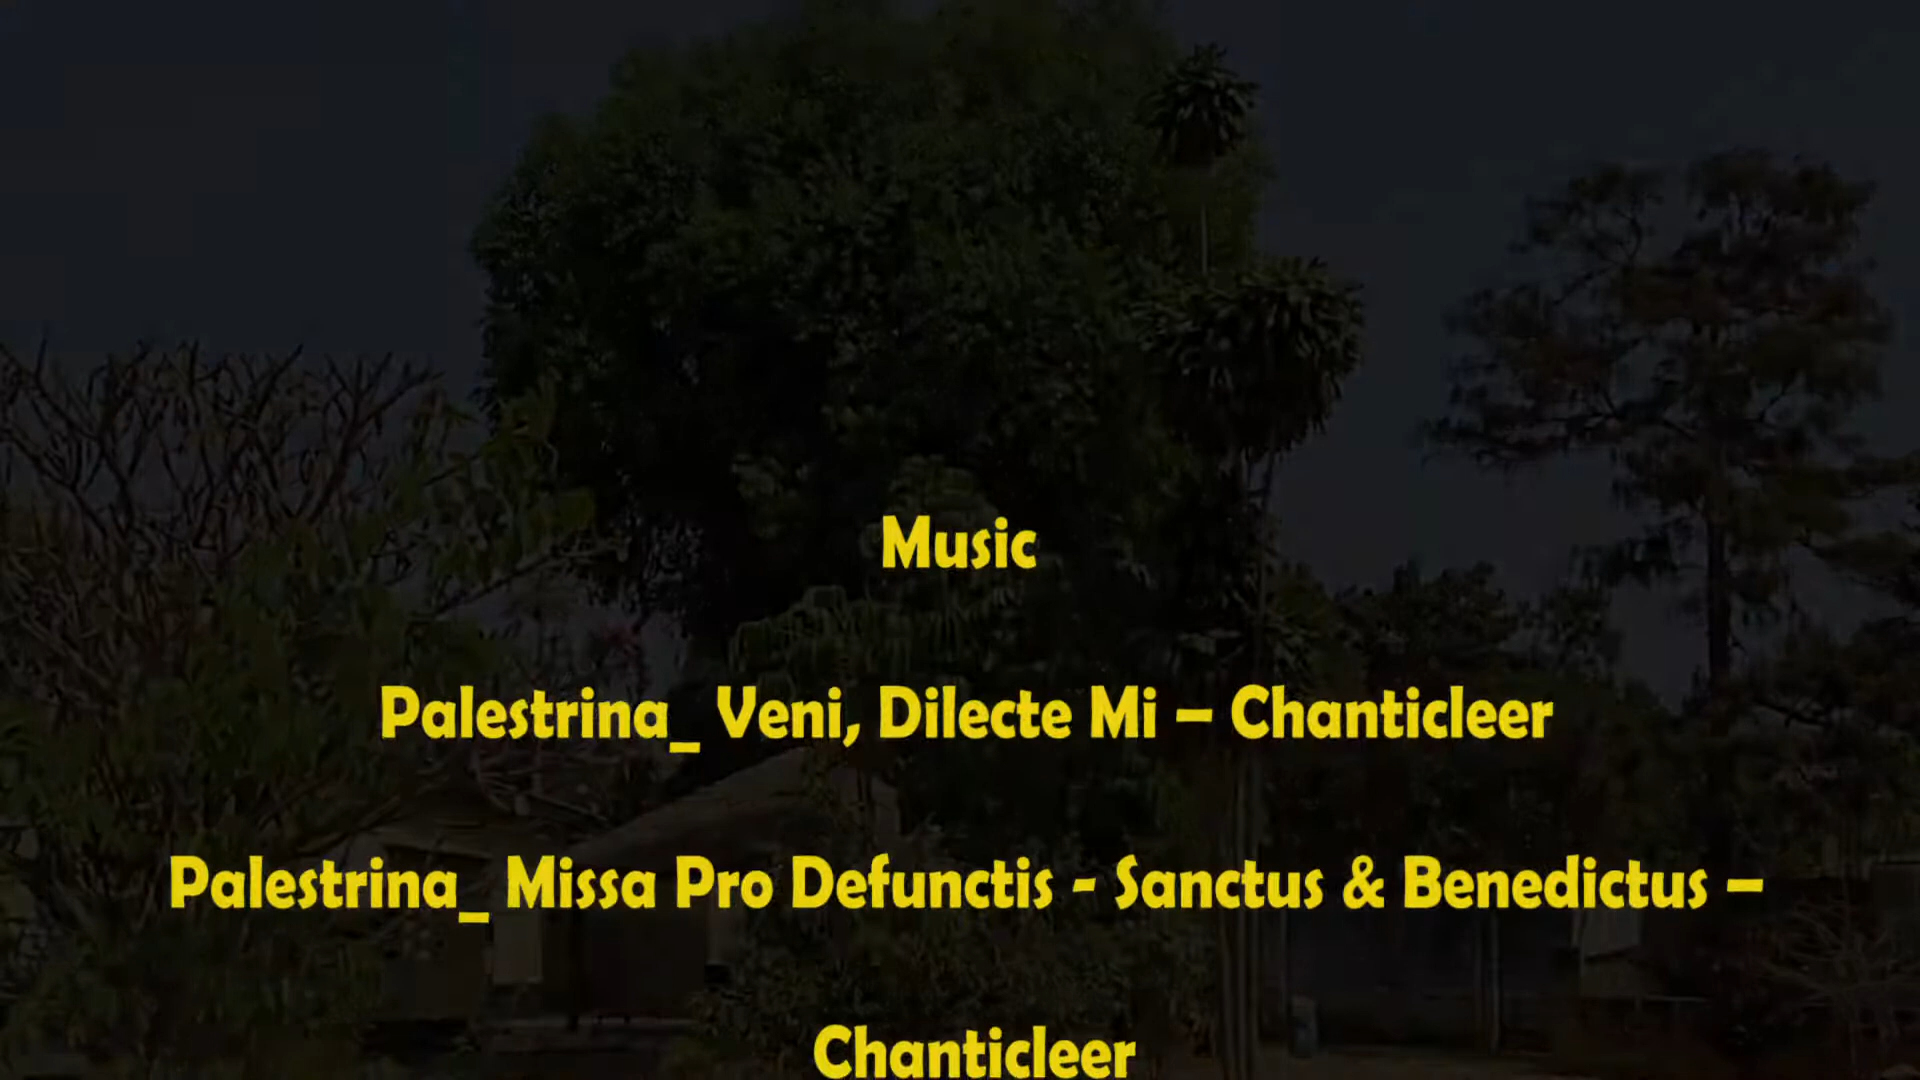 Music
Palestrina_ Veni, Dilecte Mi – Chanticleer
Palestrina_ Missa Pro Defunctis - Sanctus & Benedictus –
Chanticleer